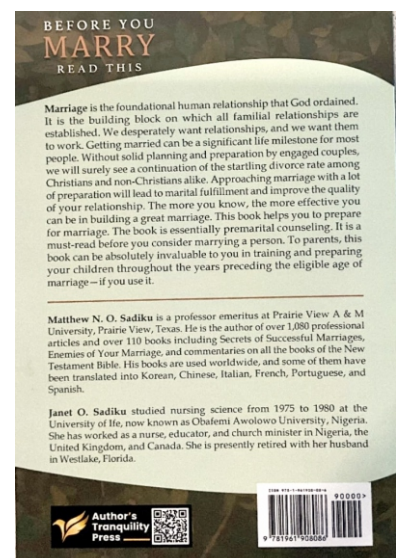 BEFORE YOU
MARRY
READ THIS
Marriage is the foundational human relationship that God ordained.
It is the building block on which all familial relationships are
established. We desperately want relationships, and we want them
to work. Getting married can be a significant life milestone for most
people. Without solid planning and preparation by engaged couples,
we will surely see a continuation of the startling divorce rate among
Christians and non-Christians alike. Approaching marriage with a lot
of preparation will lead to marital fulfillment and improve the quality
of your relationship. The more you know, the more effective you
can be in building a great marriage. This book helps you to prepare
for marriage. The book is essentially premarital counseling. It is a
must-read before you consider marrying a person. To parents, this
book can be absolutely invaluable to you in training and preparing
your children throughout the years preceding the eligible age of
marriage—if you use it.
Matthew N. O. Sadiku is a professor emeritus at Prairie View A & M
University, Prairie View, Texas. He is the author of over 1,080 professional
articles and over 110 books including Secrets of Successful Marriages,
Enemies of Your Marriage, and commentaries on all the books of the New
Testament Bible. His books are used worldwide, and some of them have
been translated into Korean, Chinese, Italian, French, Portuguese, and
Spanish.
Janet O. Sadiku studied nursing science from 1975 to 1980 at the
University of Ife, now known as Obafemi Awolowo University, Nigeria.
She has worked as a nurse, educator, and church minister in Nigeria, the
United Kingdom, and Canada. She is presently retired with her husband
in Westlake, Florida.
Author's
Tranquility
Press
90000>
9 781961 908086